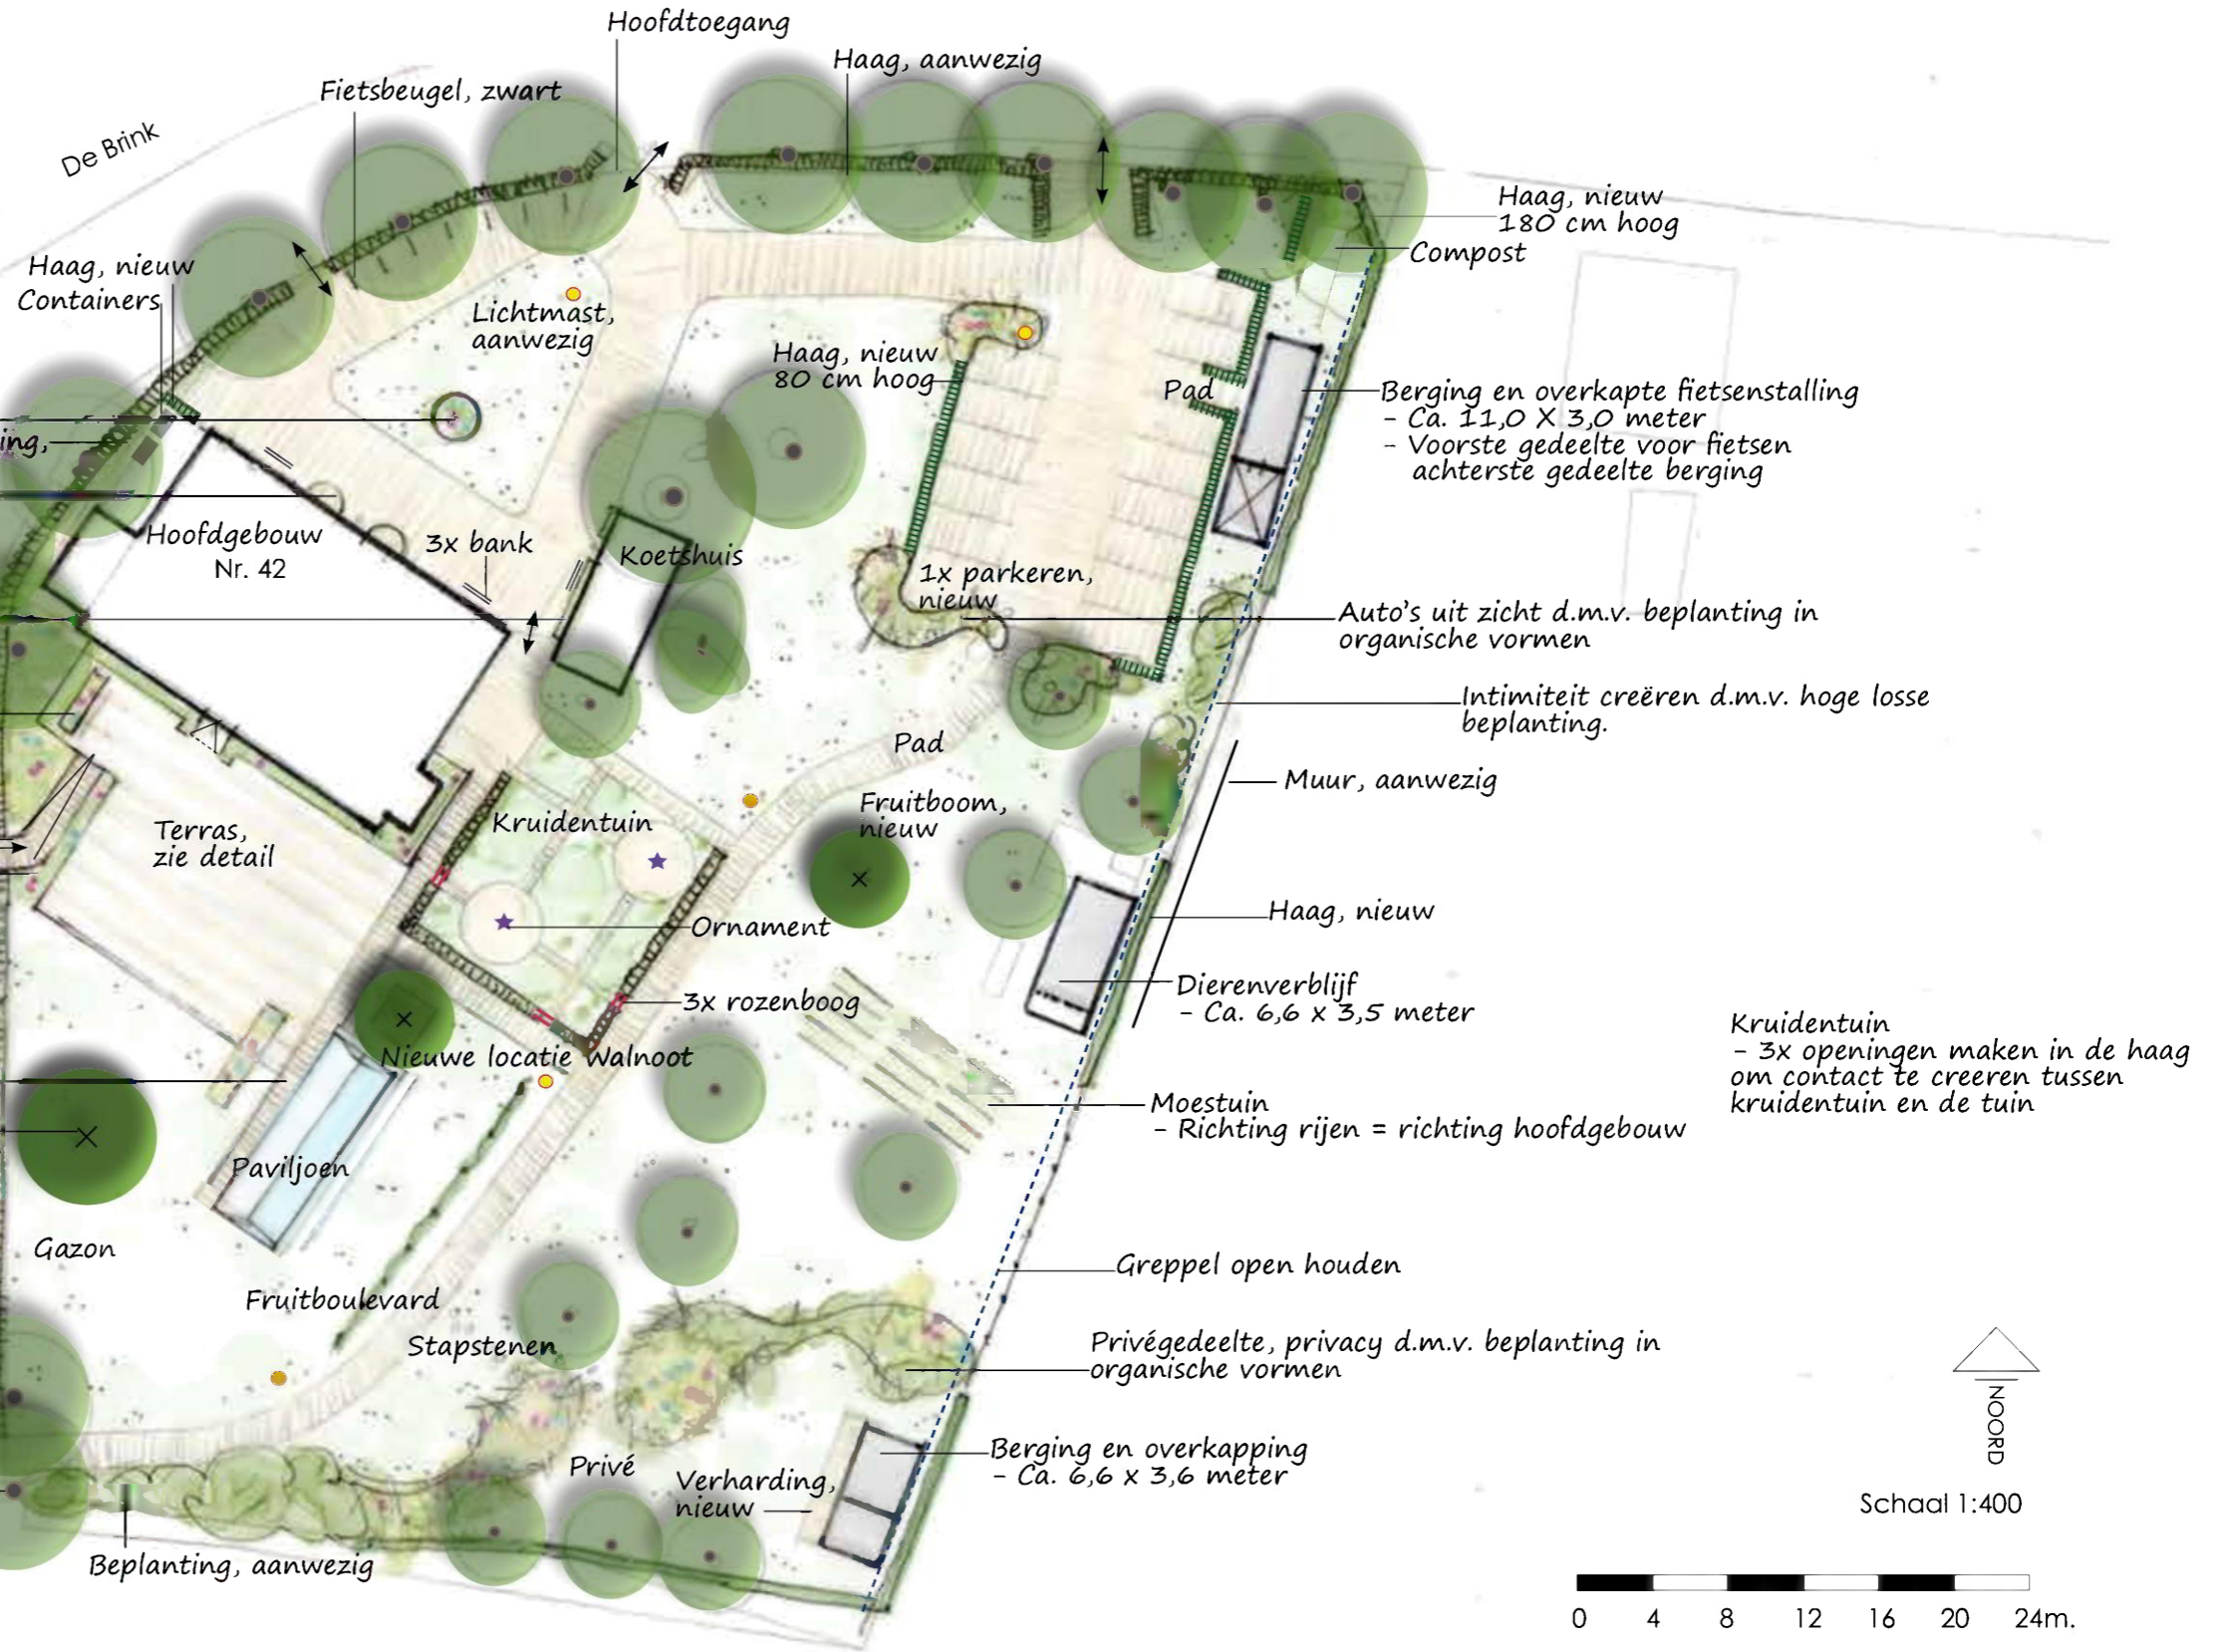 Hoofdtoegang
Haag, aanwezig
Fietsbeugel, zwart
De Brink
Haag, nieuw
180 cm hoog
Compost
Haag, nieuw
Containers
Lichtmast,
aanwezig
Haag, nieuw
80 cm hoog
Pad
Berging en overkapte fietsenstalling
- Ca. 11,0 X 3,0 meter
- Voorste gedeelte voor fietsen
achterste gedeelte berging
ing,
Hoofdgebouw
Nr. 42
3x bank
Koetshuis
1x parkeren,
nieuw
Auto's uit zicht d.m.v. beplanting in
organische vormen
Intimiteit creëren d.m.v. hoge losse
beplanting.
Pad
Muur, aanwezig
Fruitboom,
nieuw
Kruidentuin
Terras,
zie detail
Ornament
Haag, nieuw
3x rozenboog
Dierenverblijf
- Ca. 6,6 x 3,5 meter
Kruidentuin
- 3x openingen maken in de haag
om contact te creeren tussen
kruidentuin en de tuin
Nieuwe locatie Walnoot
Moestuin
- Richting rijen = richting hoofdgebouw
Paviljoen
Gazon
Greppel open houden
Fruitboulevard
Stapstenen
Privégedeelte, privacy d.m.v. beplanting in
organische vormen
NOORD
Privé
Verharding,
nieuw
Berging en overkapping
- Ca. 6,6 x 3,6 meter
Schaal 1:400
Beplanting, aanwezig
0 4 8 12 16 20 24m.